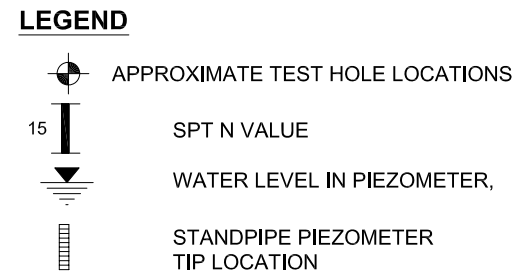 LEGEND
APPROXIMATE TEST HOLE LOCATIONS
15 SPT N VALUE
WATER LEVEL IN PIEZOMETER,
STANDPIPE PIEZOMETER
TIP LOCATION